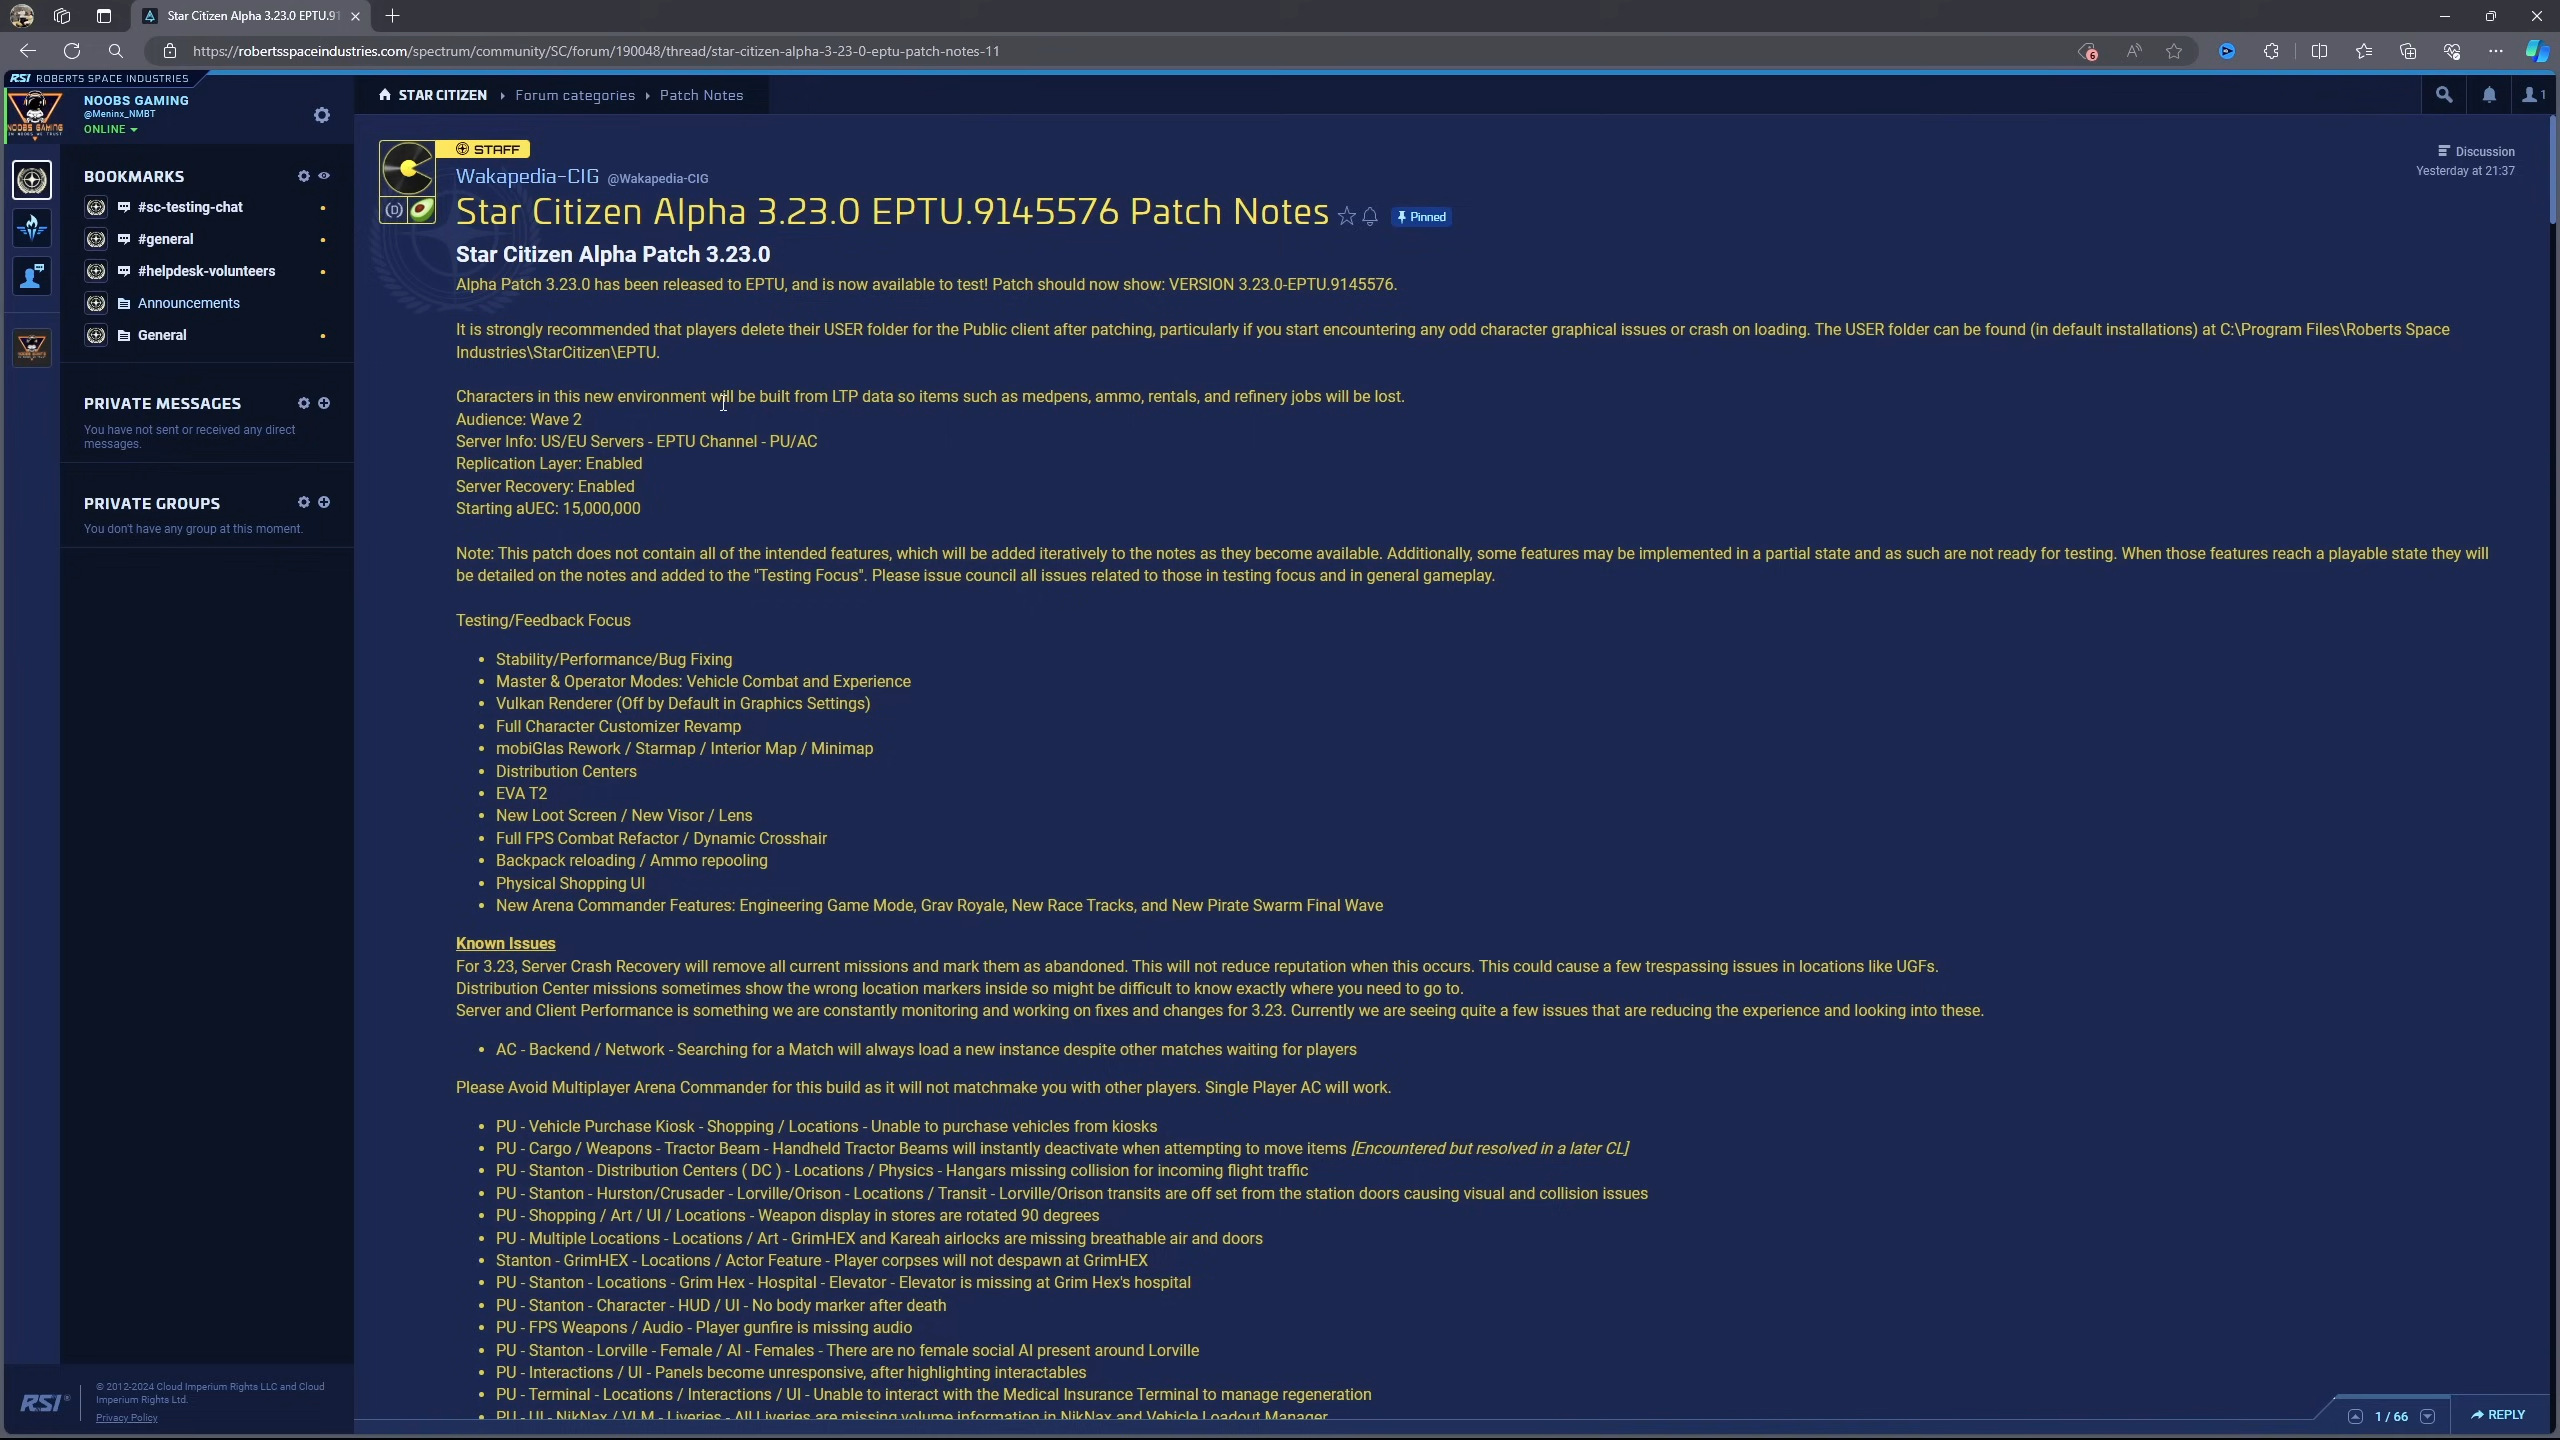 Star Citizen Alpha 3.23.0 EPTU.91
https://robertsspaceindustries.com/spectrum/community/SC/forum/190048/thread/star-citizen-alpha-3-23-0-eptu-patch-notes-11
6
RSI ROBERTS SPACE INDUSTRIES
NOOBS GAMING
@Meninx_NMBT
ONLINE
NOOBS GAMING
STAR CITIZEN
Forum categories
Patch Notes
1
BOOKMARKS
#sc-testing-chat
#general
#helpdesk-volunteers
Announcements
General
PRIVATE MESSAGES
You have not sent or received any direct
messages.
PRIVATE GROUPS
You don't have any group at this moment.
STAFF
Wakapedia-CIG @Wakapedia-CIG
Discussion
Yesterday at 21:37
Star Citizen Alpha 3.23.0 EPTU.9145576 Patch Notes
Pinned
Star Citizen Alpha Patch 3.23.0
Alpha Patch 3.23.0 has been released to EPTU, and is now available to test! Patch should now show: VERSION 3.23.0-EPTU.9145576.
It is strongly recommended that players delete their USER folder for the Public client after patching, particularly if you start encountering any odd character graphical issues or crash on loading. The USER folder can be found (in default installations) at C:\Program Files\Roberts Space
Industries\StarCitizen\EPTU.
Characters in this new environment will be built from LTP data so items such as medpens, ammo, rentals, and refinery jobs will be lost.
Audience: Wave 2
Server Info: US/EU Servers - EPTU Channel - PU/AC
Replication Layer: Enabled
Server Recovery: Enabled
Starting aUEC: 15,000,000
Note: This patch does not contain all of the intended features, which will be added iteratively to the notes as they become available. Additionally, some features may be implemented in a partial state and as such are not ready for testing. When those features reach a playable state they will
be detailed on the notes and added to the "Testing Focus". Please issue council all issues related to those in testing focus and in general gameplay.
Testing/Feedback Focus
• Stability/Performance/Bug Fixing
• Master & Operator Modes: Vehicle Combat and Experience
• Vulkan Renderer (Off by Default in Graphics Settings)
• Full Character Customizer Revamp
• mobiGlas Rework / Starmap / Interior Map / Minimap
• Distribution Centers
• EVA T2
• New Loot Screen / New Visor / Lens
• Full FPS Combat Refactor / Dynamic Crosshair
• Backpack reloading / Ammo repooling
• Physical Shopping UI
• New Arena Commander Features: Engineering Game Mode, Grav Royale, New Race Tracks, and New Pirate Swarm Final Wave
Known Issues
For 3.23, Server Crash Recovery will remove all current missions and mark them as abandoned. This will not reduce reputation when this occurs. This could cause a few trespassing issues in locations like UGFs.
Distribution Center missions sometimes show the wrong location markers inside so might be difficult to know exactly where you need to go to.
Server and Client Performance is something we are constantly monitoring and working on fixes and changes for 3.23. Currently we are seeing quite a few issues that are reducing the experience and looking into these.
• AC - Backend / Network - Searching for a Match will always load a new instance despite other matches waiting for players
Please Avoid Multiplayer Arena Commander for this build as it will not matchmake you with other players. Single Player AC will work.
• PU - Vehicle Purchase Kiosk - Shopping / Locations - Unable to purchase vehicles from kiosks
• PU - Cargo / Weapons - Tractor Beam - Handheld Tractor Beams will instantly deactivate when attempting to move items [Encountered but resolved in a later CL]
• PU - Stanton - Distribution Centers ( DC ) - Locations / Physics - Hangars missing collision for incoming flight traffic
• PU - Stanton - Hurston/Crusader - Lorville/Orison - Locations / Transit - Lorville/Orison transits are off set from the station doors causing visual and collision issues
• PU - Shopping / Art / UI / Locations - Weapon display in stores are rotated 90 degrees
• PU - Multiple Locations - Locations / Art - GrimHEX and Kareah airlocks are missing breathable air and doors
• Stanton - GrimHEX - Locations / Actor Feature - Player corpses will not despawn at GrimHEX
• PU - Stanton - Locations - Grim Hex - Hospital - Elevator - Elevator is missing at Grim Hex's hospital
• PU - Stanton - Character - HUD / UI - No body marker after death
• PU - FPS Weapons / Audio - Player gunfire is missing audio
• PU - Stanton - Lorville - Female / AI - Females - There are no female social AI present around Lorville
• PU - Interactions / UI - Panels become unresponsive, after highlighting interactables
• PU - Terminal - Locations / Interactions / UI - Unable to interact with the Medical Insurance Terminal to manage regeneration
• PU - UI - NikNax / VLM - Liveries - All Liveries are missing volume information in NikNax and Vehicle Loadout Manager
RSI
© 2012-2024 Cloud Imperium Rights LLC and Cloud
Imperium Rights Ltd.
Privacy Policy
1 / 66
REPLY